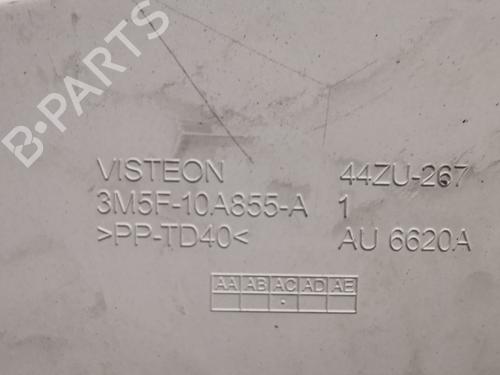 B-PARTS
VISTEON 44ZU-267
3M5F-10A855-A 1
>PP-TD40< AU 6620A
AA AB AC AD AE